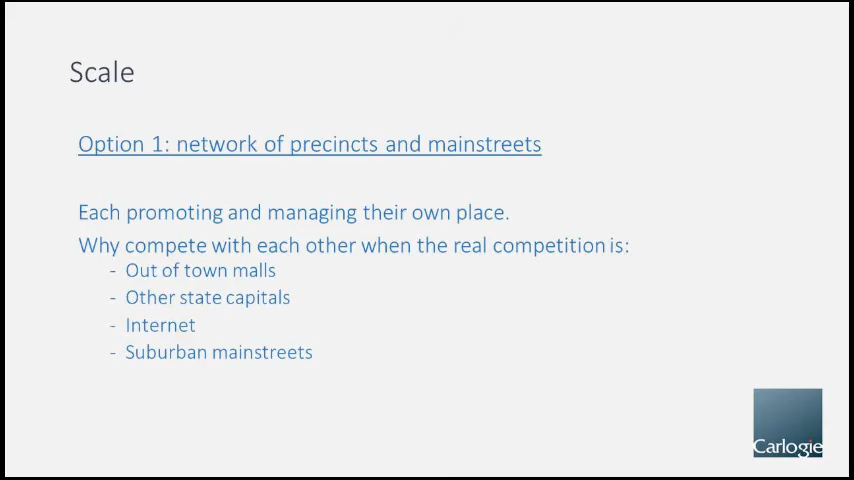 Scale
Option 1: network of precincts and mainstreets
Each promoting and managing their own place.
Why compete with each other when the real competition is:
- Out of town malls
- Other state capitals
- Internet
- Suburban mainstreets
Carlogie